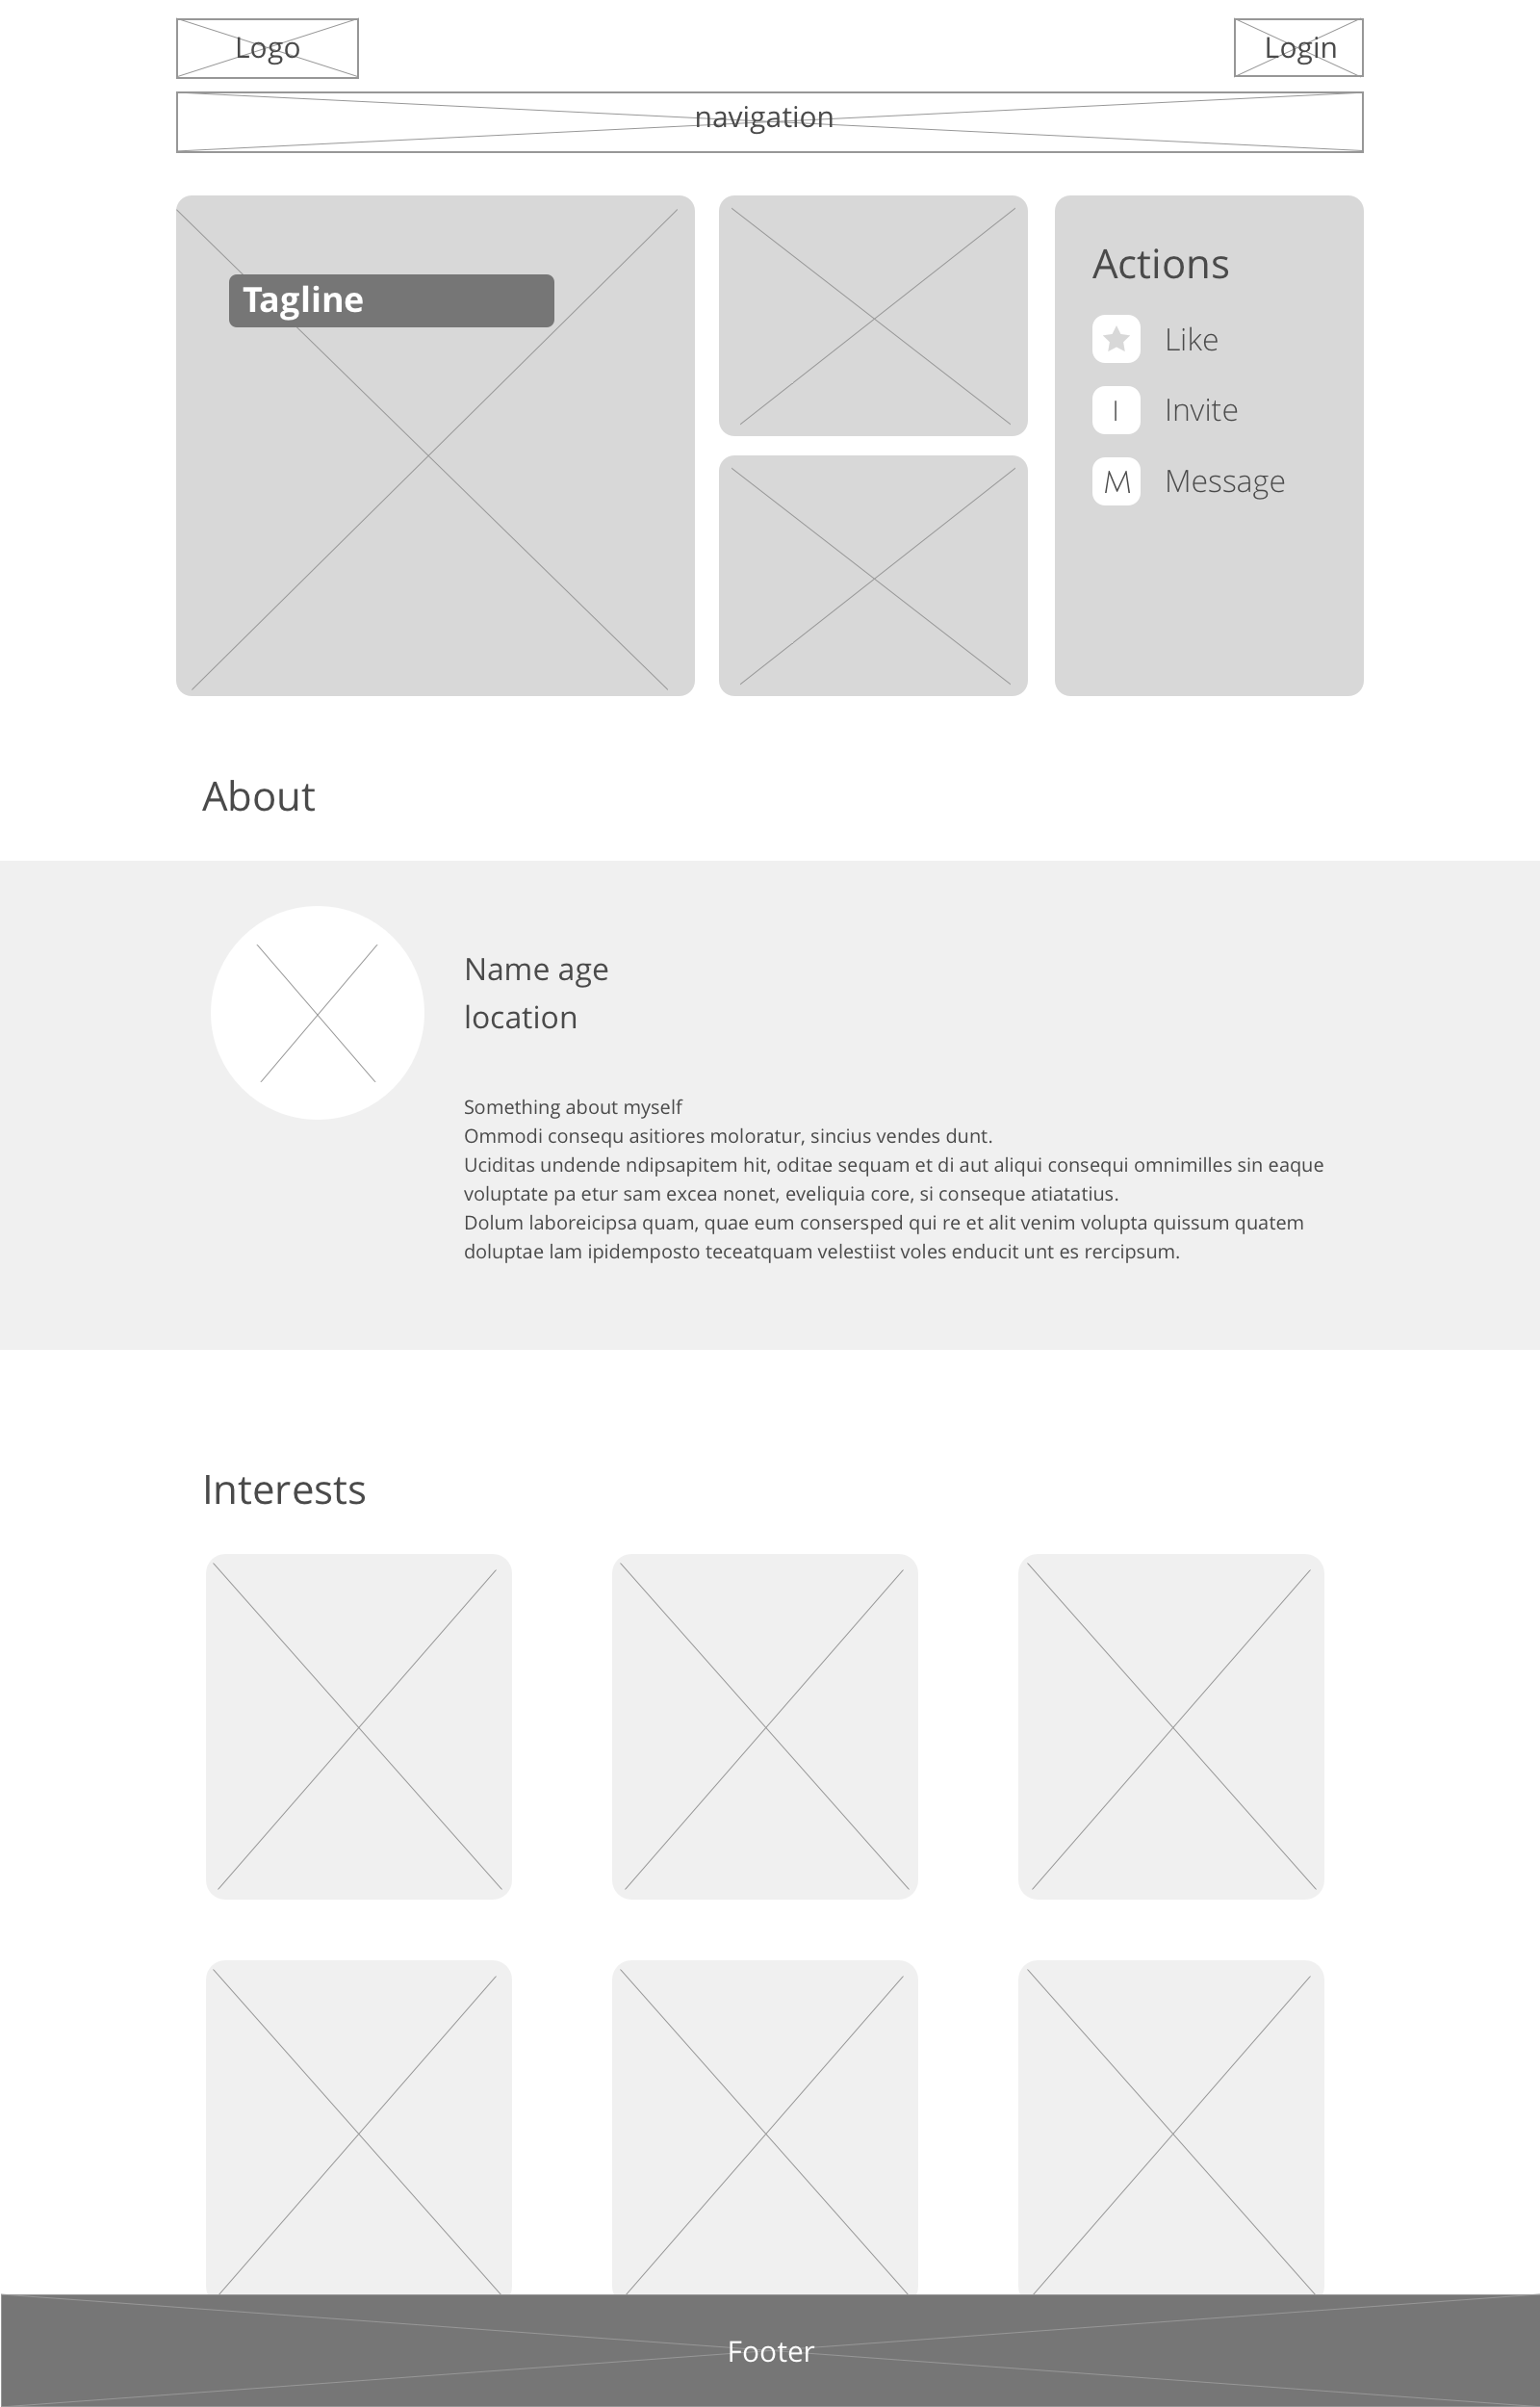 Logo
Login
navigation
Tagline
Actions
Like
I Invite
M Message
About
Name age
location
Something about myself
Ommodi consequ asitiores moloratur, sincius vendes dunt.
Uciditas undende ndipsapitem hit, oditae sequam et di aut aliqui consequi omnimilles sin eaque
voluptate pa etur sam excea nonet, eveliquia core, si conseque atiatatius.
Dolum laboreicipsa quam, quae eum consersped qui re et alit venim volupta quissum quatem
doluptae lam ipidemposto teceatquam velestiist voles enducit unt es rercipsum.
Interests
Footer